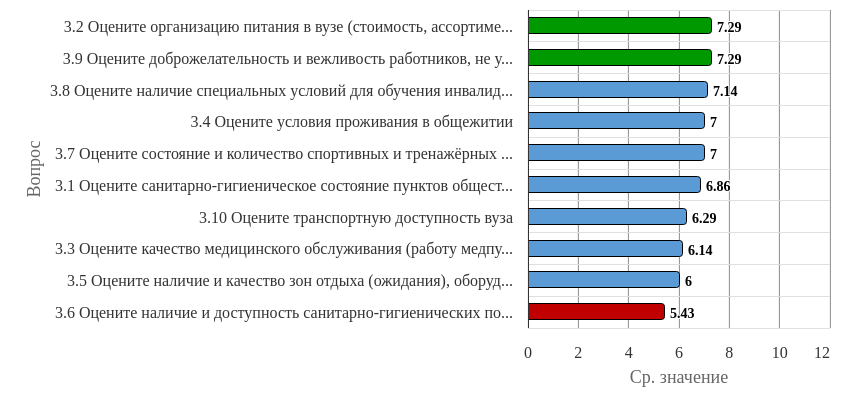 3.2 Оцените организацию питания в вузе (стоимость, ассортиме... 7.29
3.9 Оцените доброжелательность и вежливость работников, не у... 7.29
3.8 Оцените наличие специальных условий для обучения инвалид... 7.14
3.4 Оцените условия проживания в общежитии 7
3.7 Оцените состояние и количество спортивных и тренажёрных ... 7
3.1 Оцените санитарно-гигиеническое состояние пунктов общест... 6.86
3.10 Оцените транспортную доступность вуза 6.29
3.3 Оцените качество медицинского обслуживания (работу медпу... 6.14
3.5 Оцените наличие и качество зон отдыха (ожидания), оборуд... 6
3.6 Оцените наличие и доступность санитарно-гигиенических по... 5.43
Вопрос
0 2 4 6 8 10 12
Ср. значение